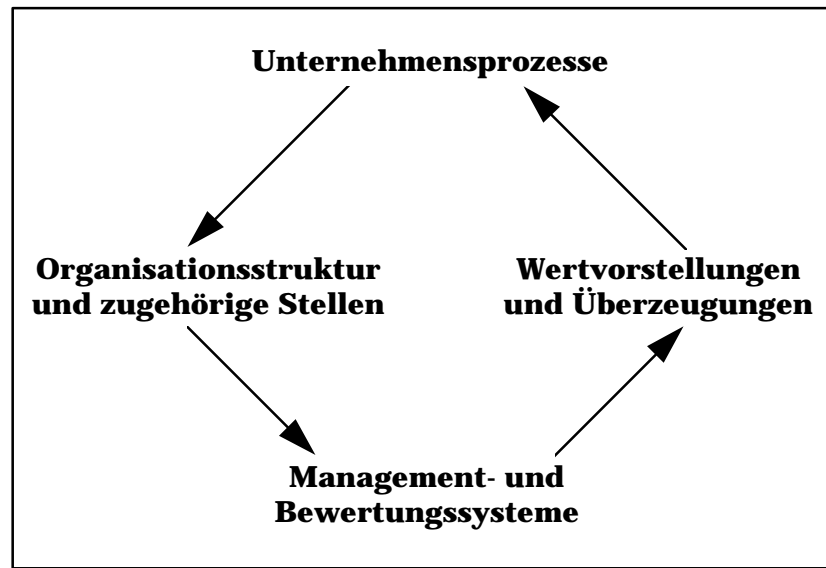 Unternehmensprozesse
Organisationsstruktur
und zugehörige Stellen
Wertvorstellungen
und Überzeugungen
Management- und
Bewertungssysteme